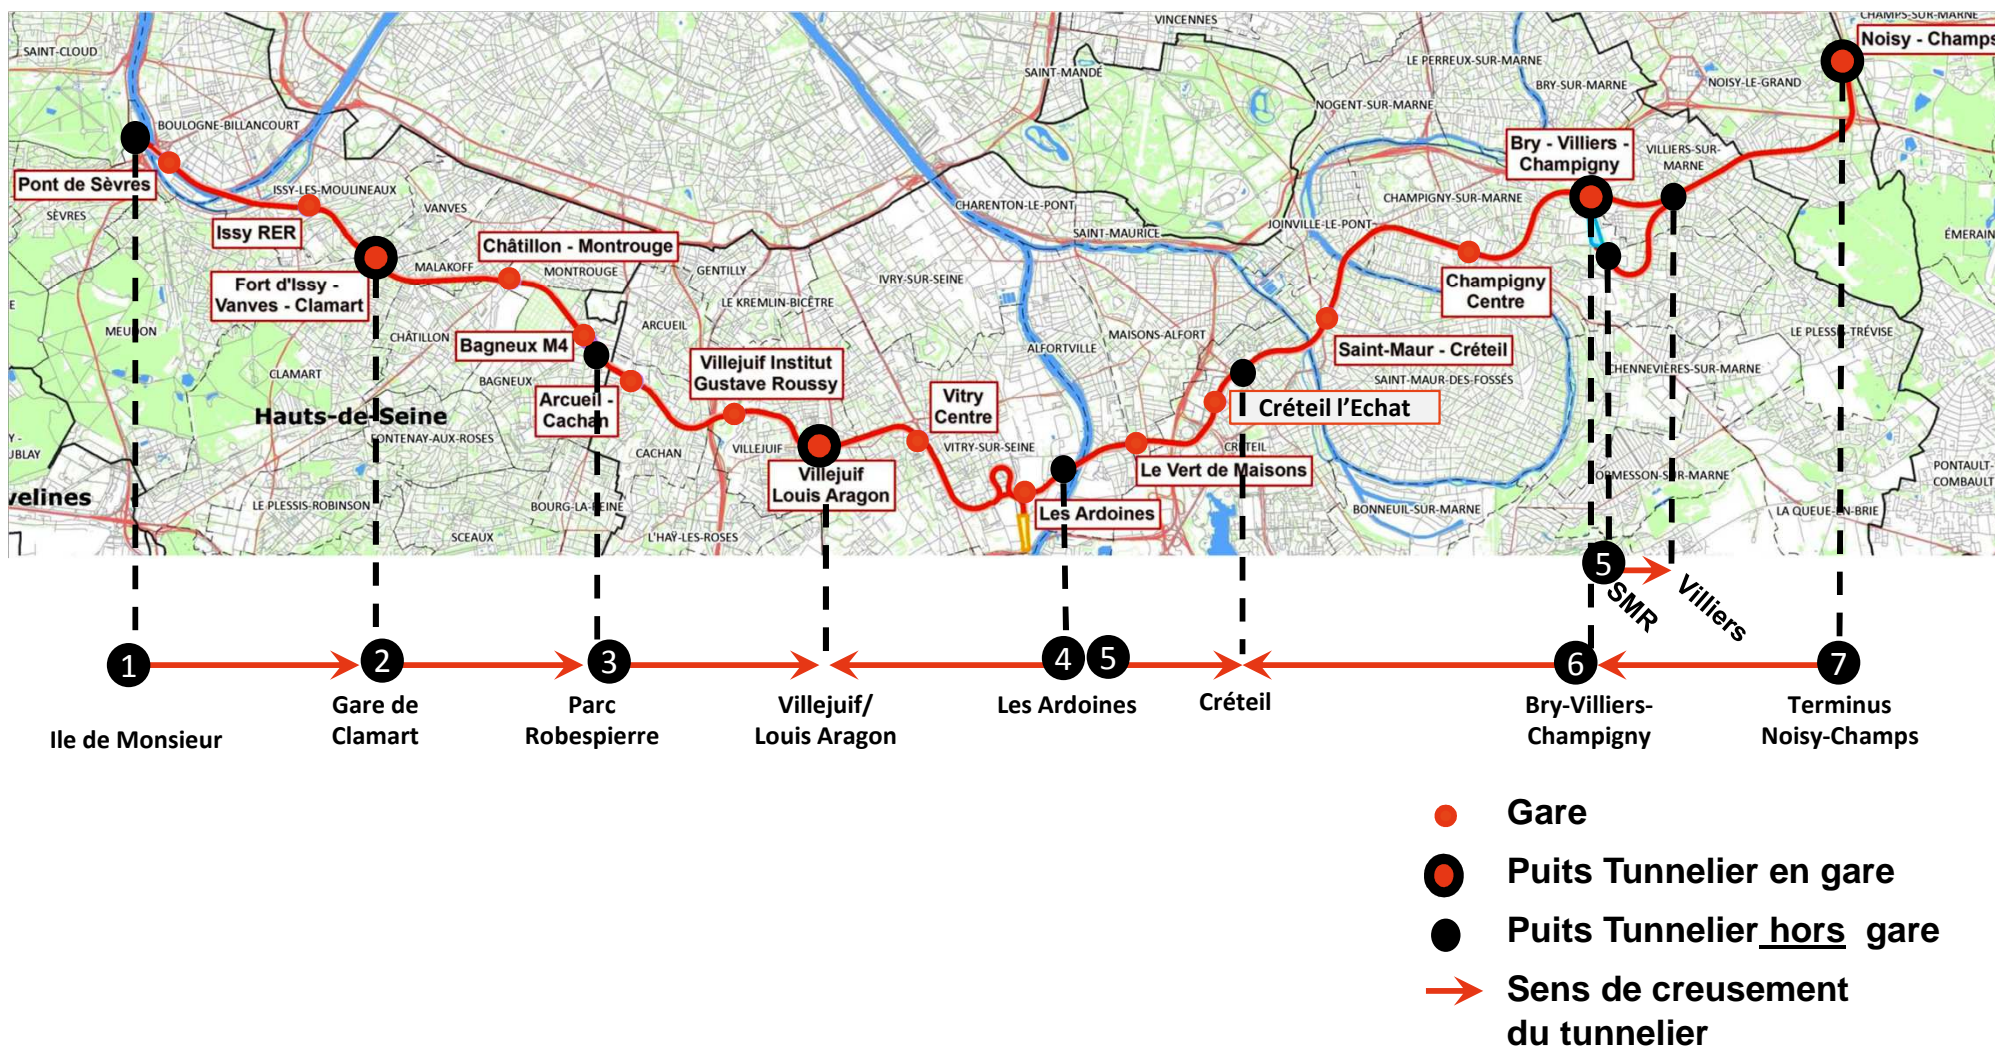 VINCENNES
CHAMPS-SUR-MARNE
Noisy - Champs
SAINT-CLOUD
LE PERREUX-SUR-MARNE
SAINT-MANDÉ
BRY-SUR-MARNE
NOISY-LE-GRAND
NOGENT-SUR-MARNE
BOULOGNE-BILLANCOURT
Bry - Villiers -
Champigny
VILLIERS-SUR-
MARNE
Pont de Sèvres
ISSY-LES-MOULINEAUX
SÈVRES
VANVES
CHARENTON-LE-PONT
CHAMPIGNY-SUR-MARNE
Issy RER
SAINT-MAURICE
JOINVILLE-LE-PONT
ÉMERAIN
Châtillon - Montrouge
MALAKOFF
MONTROUGE
GENTILLY
IVRY-SUR-SEINE
Fort d'Issy -
Vanves - Clamart
Champigny
Centre
LE KREMLIN-BICÊTRE
MEUDON
CHÂTILLON
ARCUEIL
MAISONS-ALFORT
LE PLESSIS-TRÉVISE
Bagneux M4
ALFORTVILLE
Saint-Maur - Créteil
Villejuif Institut
Gustave Roussy
CLAMART
BAGNEUX
CHENNEVIÈRES-SUR-MARNE
SAINT-MAUR-DES-FOSSÉS
Arcueil -
Cachan
Vitry
Centre
Créteil l’Echat
Hauts-de-Seine
FONTENAY-AUX-ROSES
CACHAN
VILLEJUIF
VITRY-SUR-SEINE
CRÉTEIL
Le Vert de Maisons
Villejuif
Louis Aragon
ORMESSON-SUR-MARNE
PONTAULT-
COMBAULT
velines
LE PLESSIS-ROBINSON
BOURG-LA-REINE
Les Ardoines
BONNEUIL-SUR-MARNE
LA QUEUE-EN-BRIE
SCEAUX
L'HAŸ-LES-ROSES
5
SMR
Villiers
1
2
3
4
5
6
7
Ile de Monsieur
Gare de
Clamart
Parc
Robespierre
Villejuif/
Louis Aragon
Les Ardoines
Créteil
Bry-Villiers-
Champigny
Terminus
Noisy-Champs
Gare
Puits Tunnelier en gare
Puits Tunnelier hors gare
Sens de creusement
du tunnelier